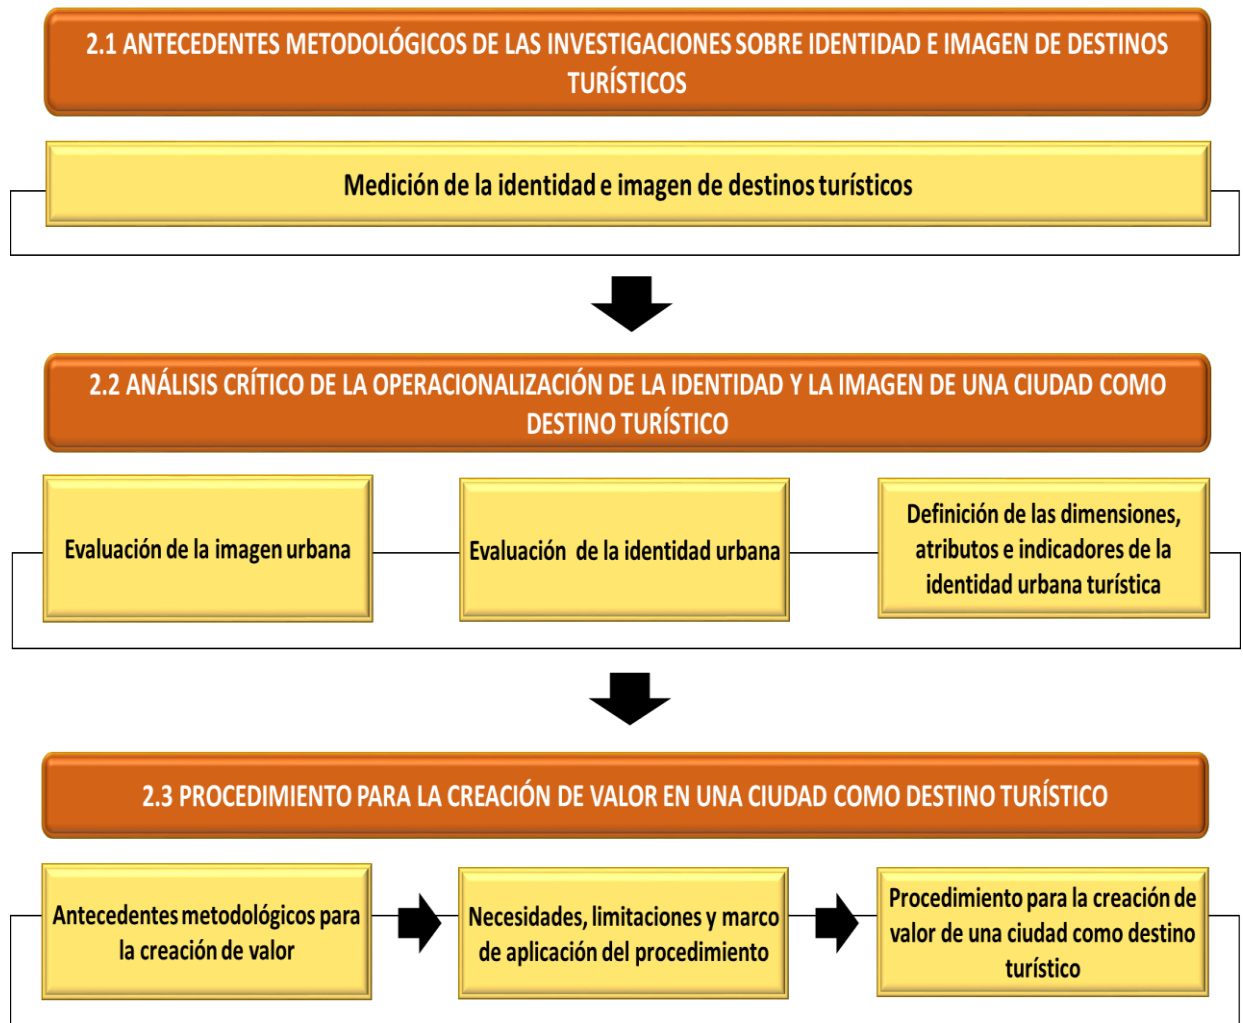 2.1 ANTECEDENTES METODOLÓGICOS DE LAS INVESTIGACIONES SOBRE IDENTIDAD E IMAGEN DE DESTINOS
TURÍSTICOS
Medición de la identidad e imagen de destinos turísticos
2.2 ANÁLISIS CRÍTICO DE LA OPERACIONALIZACIÓN DE LA IDENTIDAD Y LA IMAGEN DE UNA CIUDAD COMO
DESTINO TURÍSTICO
Evaluación de la imagen urbana
Evaluación de la identidad urbana
Definición de las dimensiones,
atributos e indicadores de la
identidad urbana turística
2.3 PROCEDIMIENTO PARA LA CREACIÓN DE VALOR EN UNA CIUDAD COMO DESTINO TURÍSTICO
Antecedentes metodológicos para
la creación de valor
Necesidades, limitaciones y marco
de aplicación del procedimiento
Procedimiento para la creación de
valor de una ciudad como destino
turístico